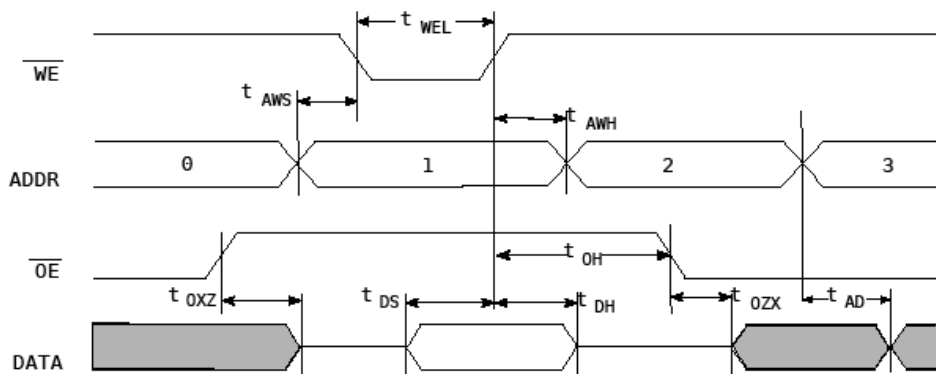 t WEL
WE
t AWS
t AWH
ADDR 0 1 2 3
OE
t OH
t OXZ t DS t DH t OZX t AD
DATA